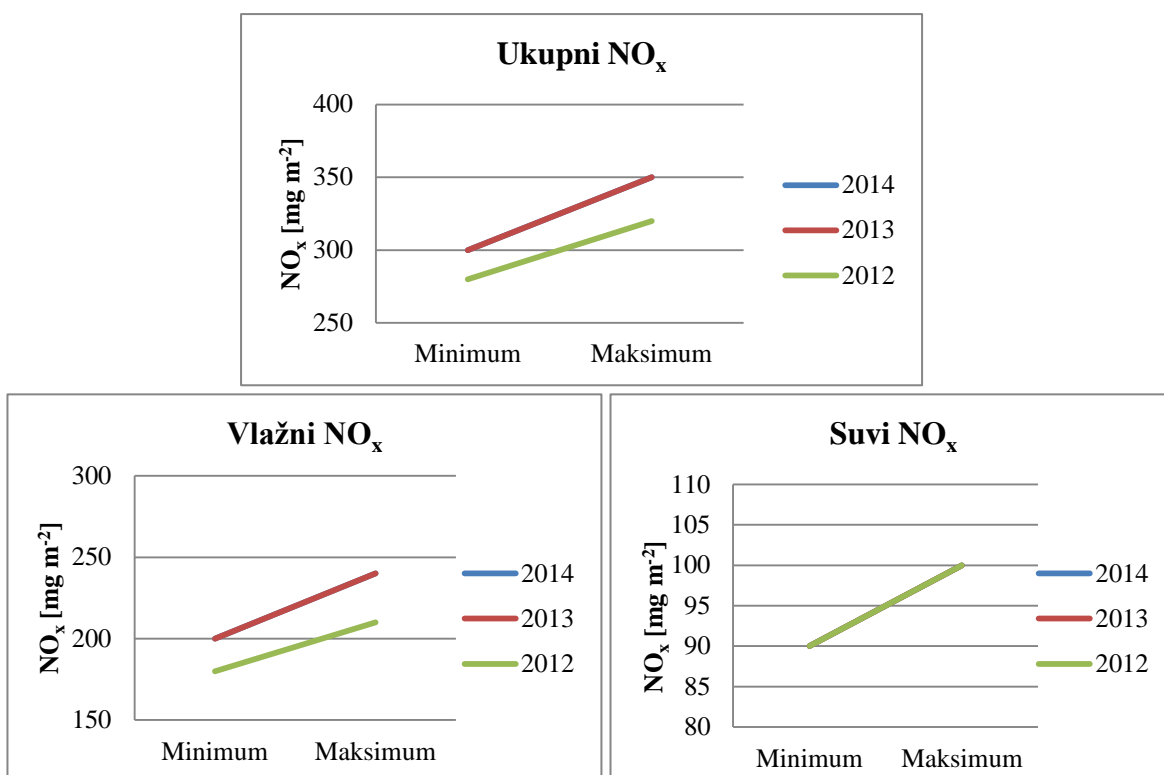 Ukupni NOx
NOx [mg m-2]
400
350
300
250
Minimum Maksimum
2014
2013
2012
Vlažni NOx
NOx [mg m-2]
300
250
200
150
Minimum Maksimum
2014
2013
2012
Suvi NOx
NOx [mg m-2]
110
105
100
95
90
85
80
Minimum Maksimum
2014
2013
2012